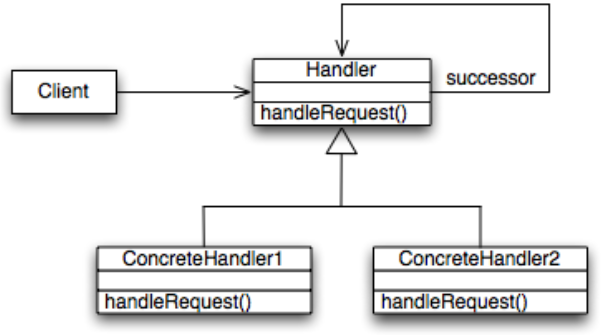 Handler
successor
Client
handleRequest()
ConcreteHandler1
handleRequest()
ConcreteHandler2
handleRequest()